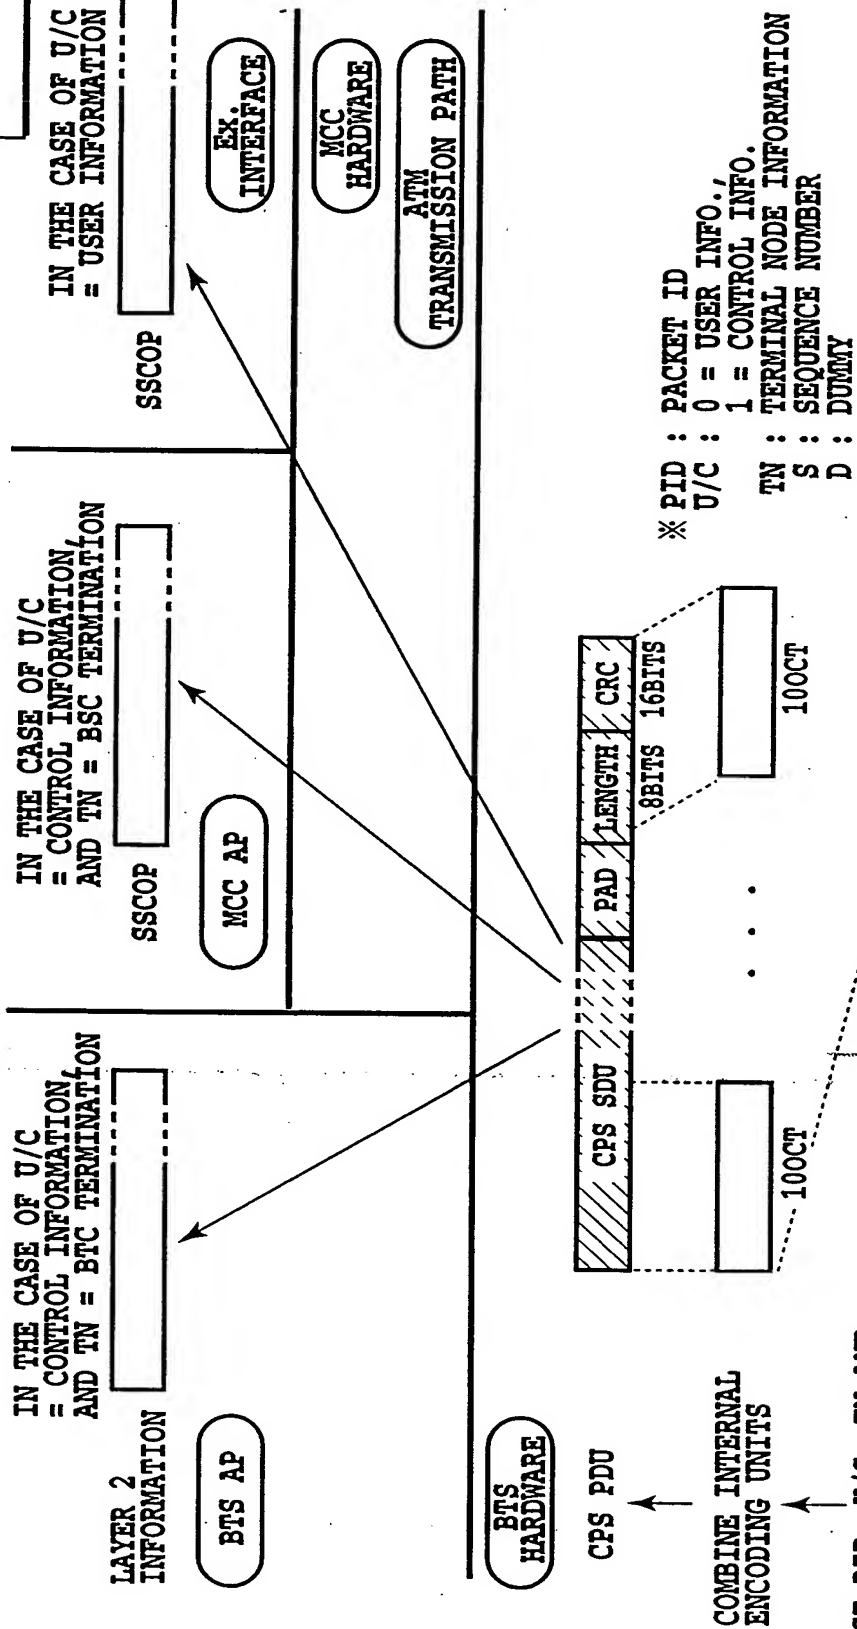 IN THE CASE OF U/C
= CONTROL INFORMATION,
AND TN = BTC TERMINATION
LAYER 2
INFORMATION
BTS AP
IN THE CASE OF U/C
= CONTROL INFORMATION,
AND TN = BSC TERMINATION
SSCOP
MCC AP
IN THE CASE OF U/C
= USER INFORMATION
SSCOP
EX.
INTERFACE
MCC
HARDWARE
ATM
TRANSMISSION PATH
BTS
HARDWARE
CPS PDU
CPS SDU
PAD
LENGTH
CRC
8BITS
16BITS
COMBINE INTERNAL
ENCODING UNITS
10OCT
· · ·
10OCT
※ PID : PACKET ID
U/C : 0 = USER INFO.,
1 = CONTROL INFO.
TN : TERMINAL NODE INFORMATION
S : SEQUENCE NUMBER
D : DUMMY